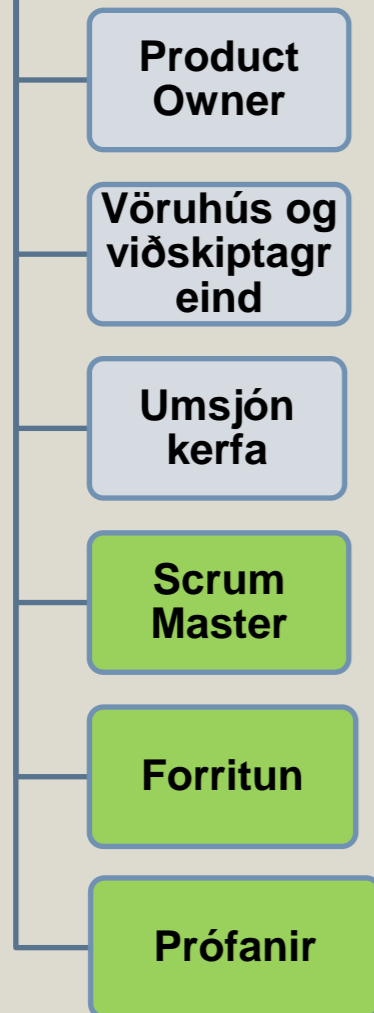 Product
Owner
Vöruhús og
viðskiptagr
eind
Umsjón
kerfa
Scrum
Master
Forritun
Prófanir